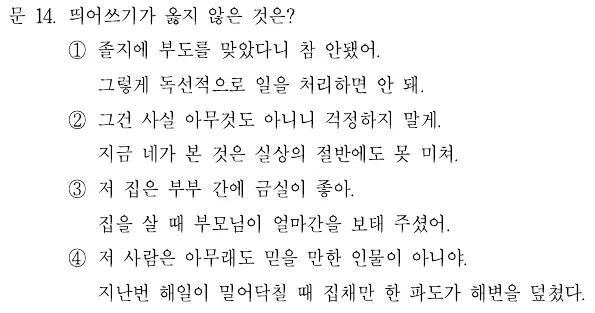 문 14. 띄어쓰기가 옳지 않은 것은?
① 졸지에 부도를 맞았다니 참 안됐어.
그렇게 독선적으로 일을 처리하면 안 돼.
② 그건 사실 아무것도 아니니 걱정하지 말게.
지금 네가 본 것은 실상의 절반에도 못 미쳐.
③ 저 집은 부부 간에 금실이 좋아.
집을 살 때 부모님이 얼마간을 보태 주셨어.
④ 저 사람은 아무래도 믿을 만한 인물이 아니야.
지난번 해일이 밀어닥칠 때 집채만 한 파도가 해변을 덮쳤다.